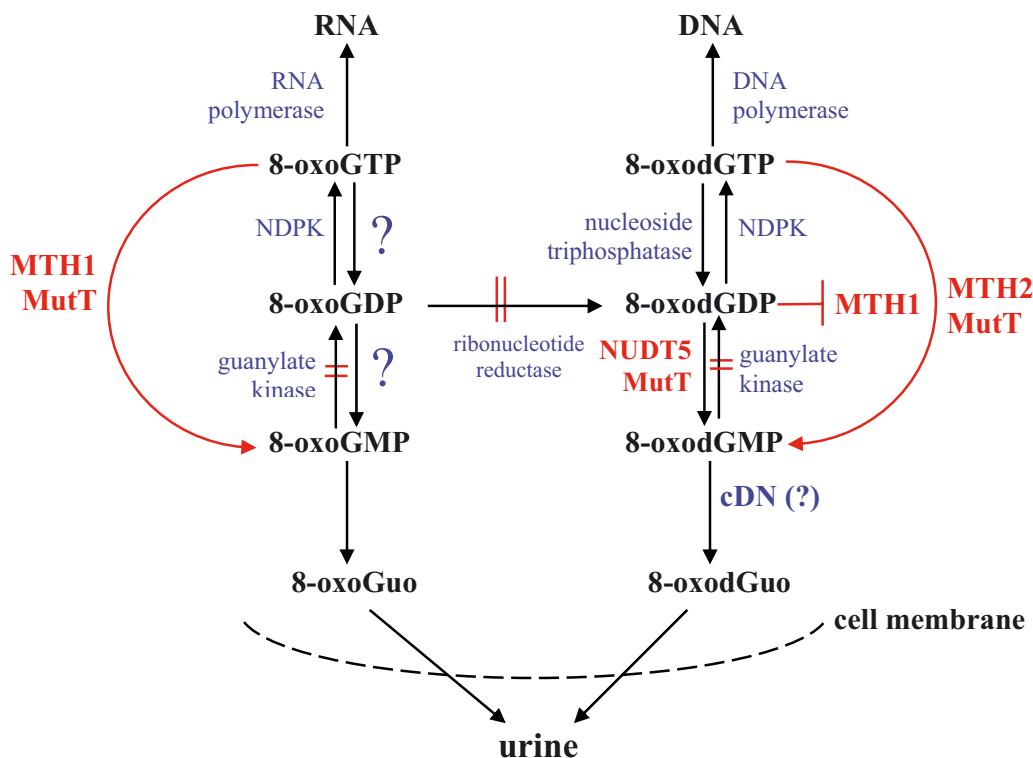 RNA
DNA
RNA
polymerase
DNA
polymerase
8-oxoGTP
8-oxodGTP
NDPK
?
nucleoside
triphosphatase
NDPK
MTH1
MutT
8-oxoGDP
8-oxodGDP
MTH1
MTH2
MutT
ribonucleotide
reductase
guanylate
kinase
?
NUDT5
MutT
guanylate
kinase
8-oxoGMP
8-oxodGMP
cDN (?)
8-oxoGuo
8-oxodGuo
cell membrane
urine